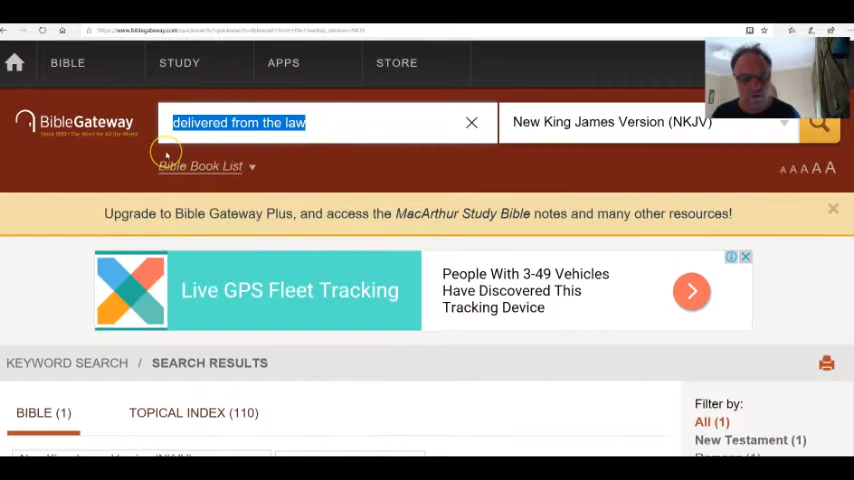 BIBLE STUDY APPS STORE
BibleGateway
delivered from the law
New King James Version (NKJV)
Bible Book List
A A A A A
Upgrade to Bible Gateway Plus, and access the MacArthur Study Bible notes and many other resources!
Live GPS Fleet Tracking
People With 3-49 Vehicles
Have Discovered This
Tracking Device
KEYWORD SEARCH / SEARCH RESULTS
BIBLE (1) TOPICAL INDEX (110)
Filter by:
All (1)
New Testament (1)